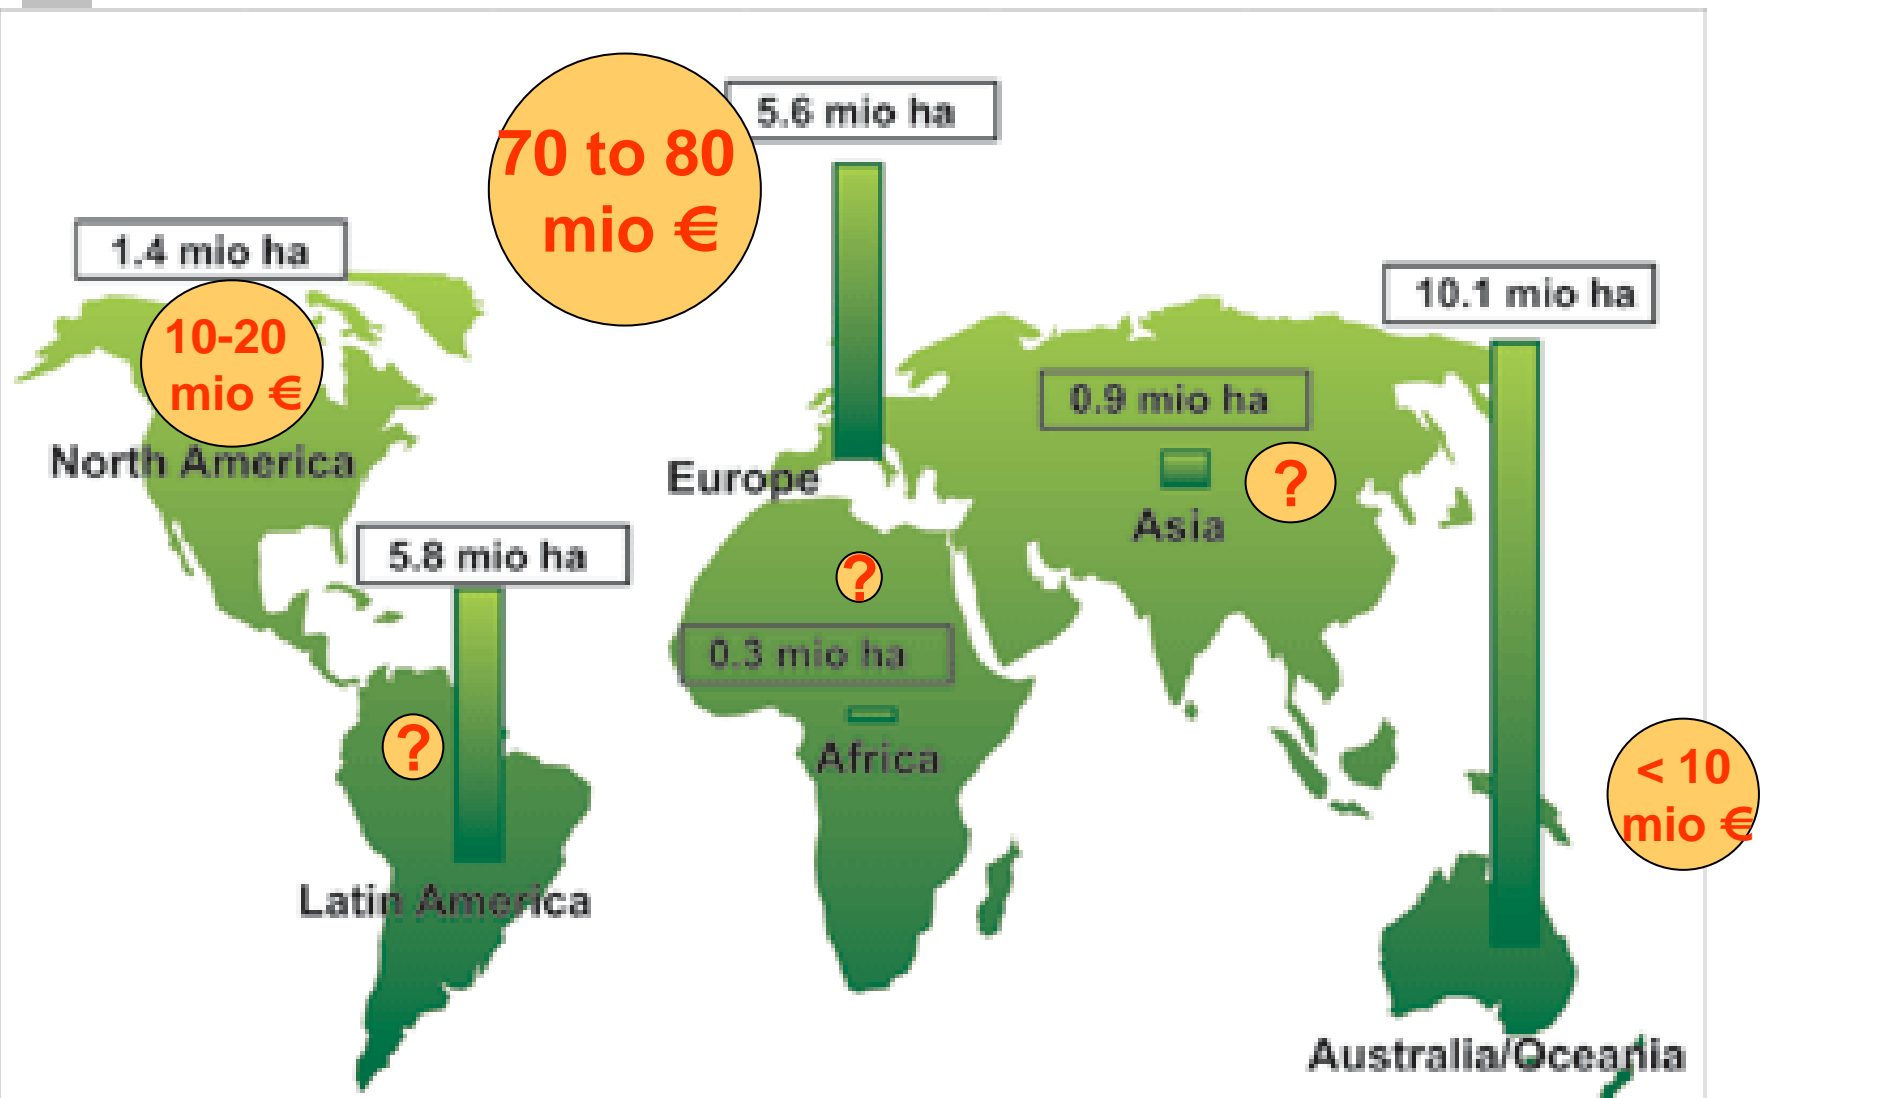 5.6 mio ha
70 to 80
mio €
1.4 mio ha
10-20
mio €
North America
10.1 mio ha
0.9 mio ha
?
Asia
Europe
5.8 mio ha
?
0.3 mio ha
Africa
?
Latin America
< 10
mio €
Australia/Oceania